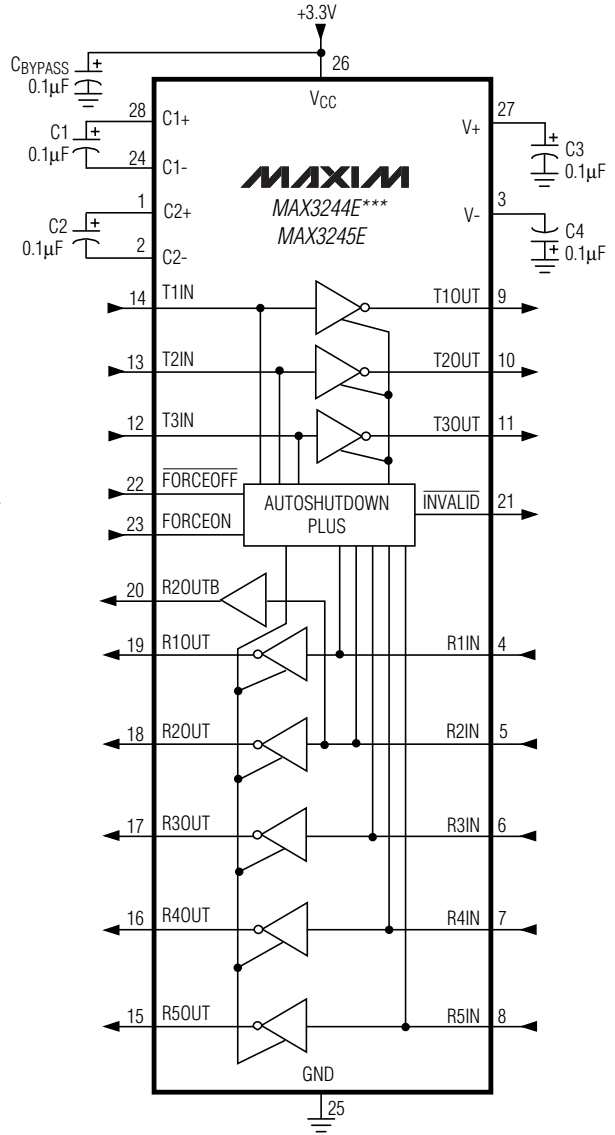 +3.3V
26
CBYPASS
0.1µF
VCC
28
C1+
C1
0.1µF
24
C1-
27
V+
C3
0.1µF
MAXIM
MAX3244E***
MAX3245E
1
C2+
C2
0.1µF
2
C2-
3
V-
C4
0.1µF
14 T1IN T1OUT 9
13 T2IN T2OUT 10
12 T3IN T3OUT 11
22 FORCEOFF
AUTOSHUTDOWN
PLUS
INVALID 21
23 FORCEON
20 R2OUTB
19 R1OUT R1IN 4
18 R2OUT R2IN 5
17 R3OUT R3IN 6
16 R4OUT R4IN 7
15 R5OUT R5IN 8
GND
25